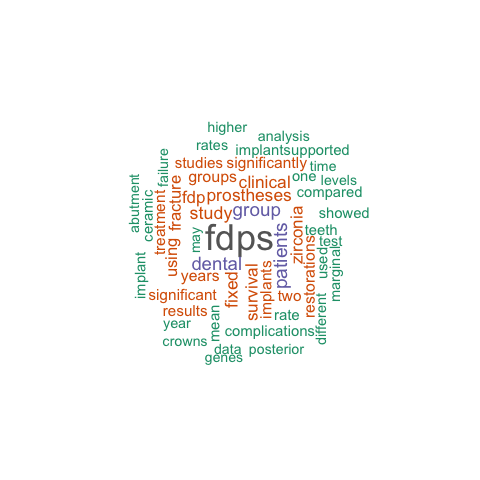 higher
analysis
rates
implantsupported
failure
studies
significantly
time
groups
clinical
one
levels
abutment
ceramic
treatment
fracture
fdp
prostheses
compared
study
group
zirconia
showed
using
may
fdps
patients
teeth
test
implant
dental
used
marginal
years
fixed
survival
implants
restorations
significant
two
different
results
mean
rate
year
complications
crowns
data
posterior
genes